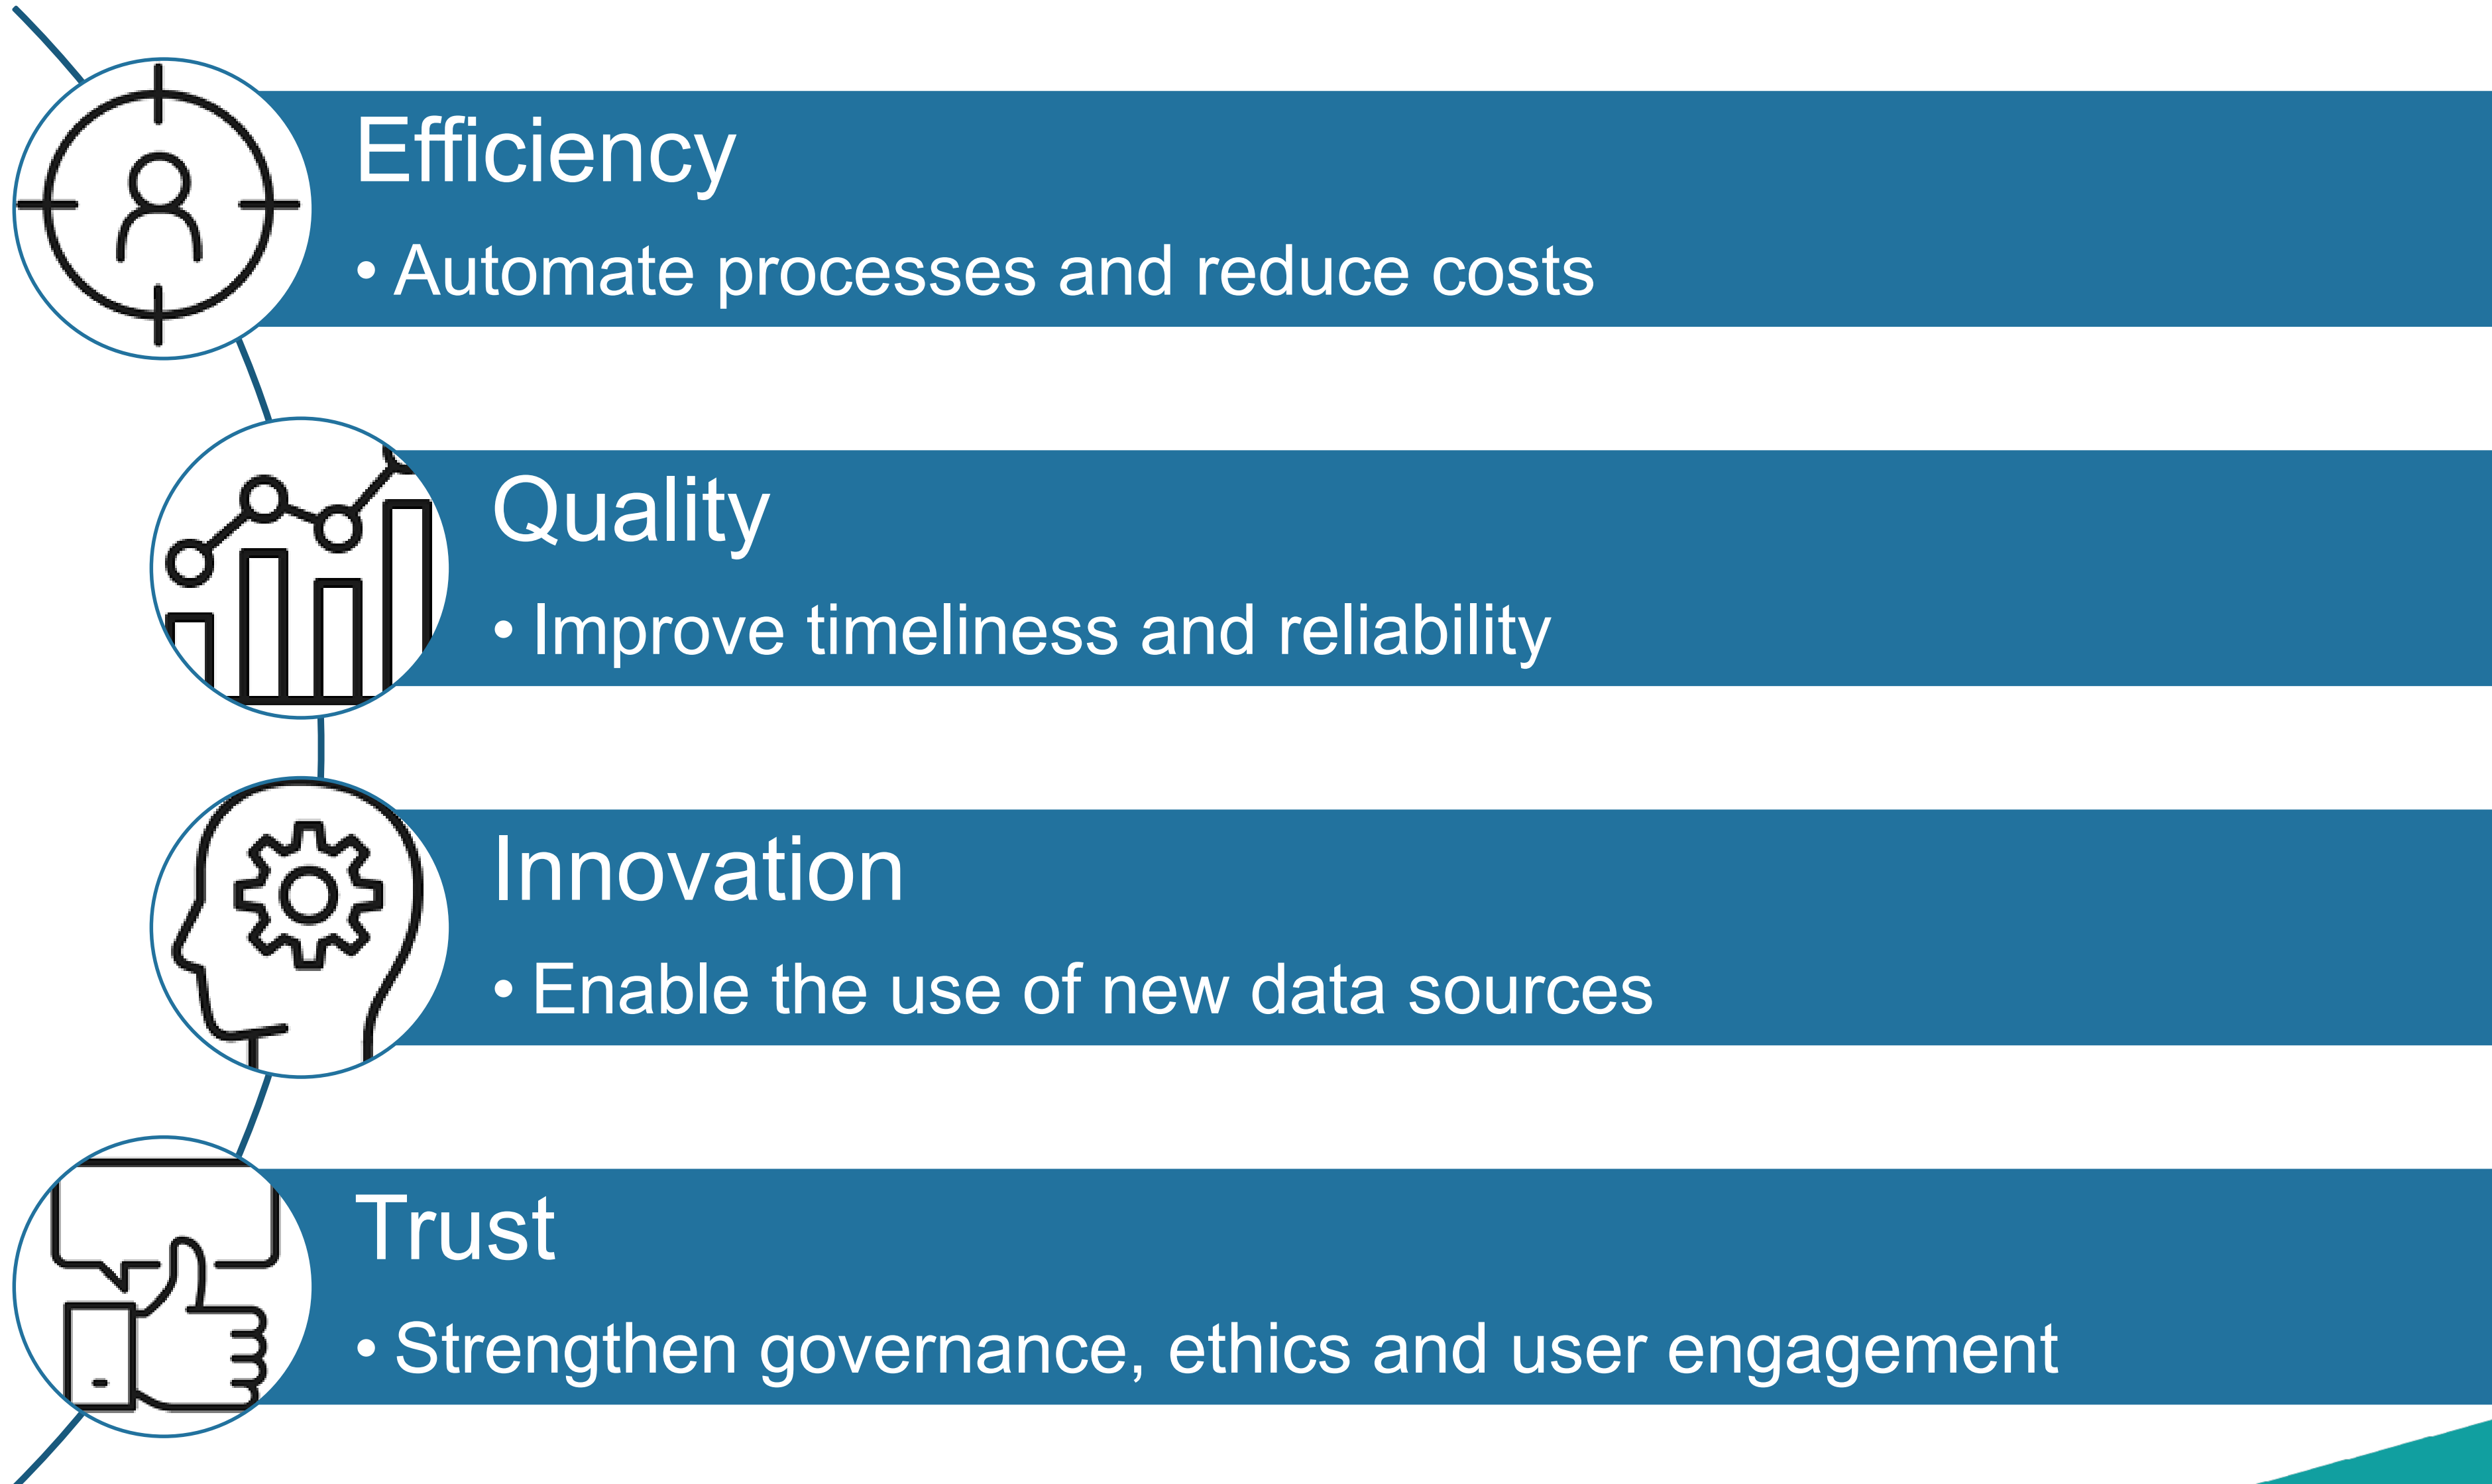 Efficiency
• Automate processes and reduce costs
Quality
• Improve timeliness and reliability
Innovation
• Enable the use of new data sources
Trust
• Strengthen governance, ethics and user engagement